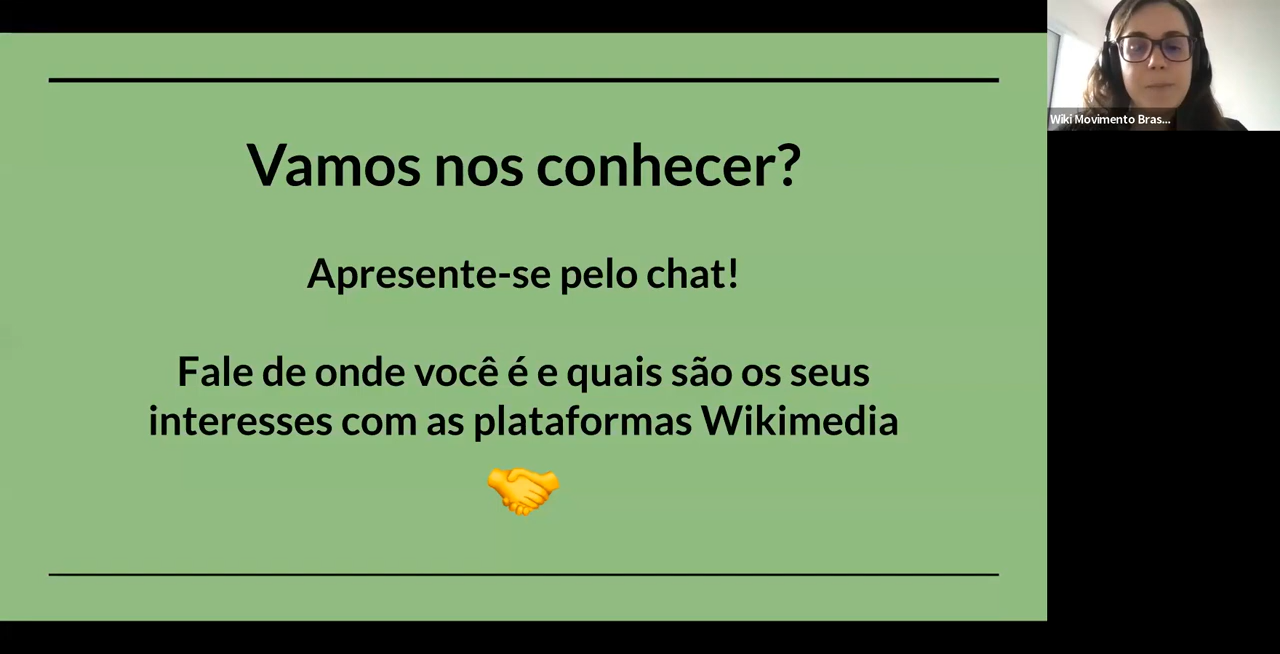 Vamos nos conhecer?
Apresente-se pelo chat!
Fale de onde você é e quais são os seus
interesses com as plataformas Wikimedia
Wiki Movimento Bras...